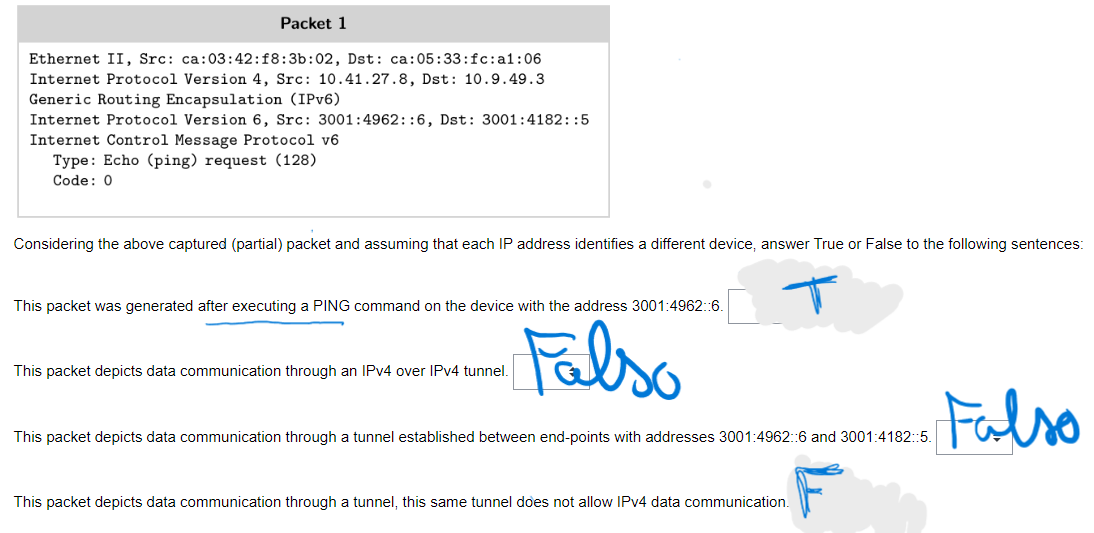 Packet 1
Ethernet II, Src: ca:03:42:f8:3b:02, Dst: ca:05:33:fc:a1:06
Internet Protocol Version 4, Src: 10.41.27.8, Dst: 10.9.49.3
Generic Routing Encapsulation (IPv6)
Internet Protocol Version 6, Src: 3001:4962::6, Dst: 3001:4182::5
Internet Control Message Protocol v6
Type: Echo (ping) request (128)
Code: 0
Considering the above captured (partial) packet and assuming that each IP address identifies a different device, answer True or False to the following sentences:
This packet was generated after executing a PING command on the device with the address 3001:4962::6. T
This packet depicts data communication through an IPv4 over IPv4 tunnel. Falso
This packet depicts data communication through a tunnel established between end-points with addresses 3001:4962::6 and 3001:4182::5. Falso
This packet depicts data communication through a tunnel, this same tunnel does not allow IPv4 data communication. F